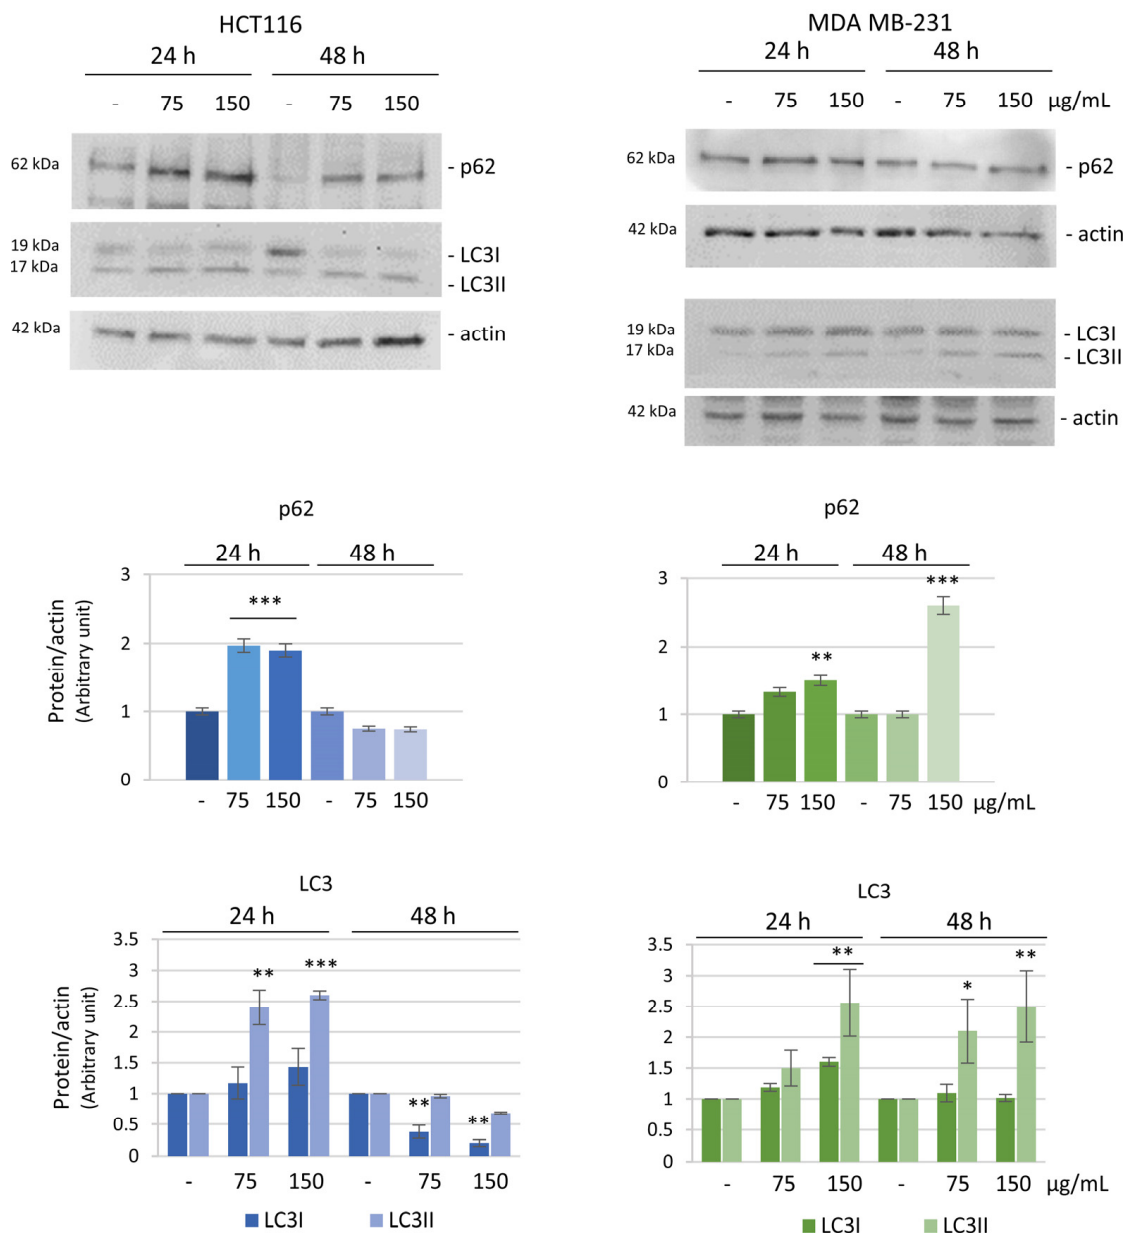 HCT116
24 h 48 h
- 75 150 - 75 150
62 kDa - p62
19 kDa - LC3I
17 kDa - LC3II
42 kDa - actin
MDA MB-231
24 h 48 h
- 75 150 - 75 150 µg/mL
62 kDa - p62
42 kDa - actin
19 kDa - LC3I
17 kDa - LC3II
42 kDa - actin
p62
24 h 48 h
Protein/actin
(Arbitrary unit)
3
2
1
0
***
- 75 150 - 75 150
p62
24 h 48 h
3
2
1
0
** ***
- 75 150 - 75 150 µg/mL
LC3
24 h 48 h
Protein/actin
(Arbitrary unit)
3.5
3
2.5
2
1.5
1
0.5
0
** *** ** **
- 75 150 - 75 150
LC3I LC3II
LC3
24 h 48 h
3.5
3
2.5
2
1.5
1
0.5
0
** * **
- 75 150 - 75 150 µg/mL
LC3I LC3II